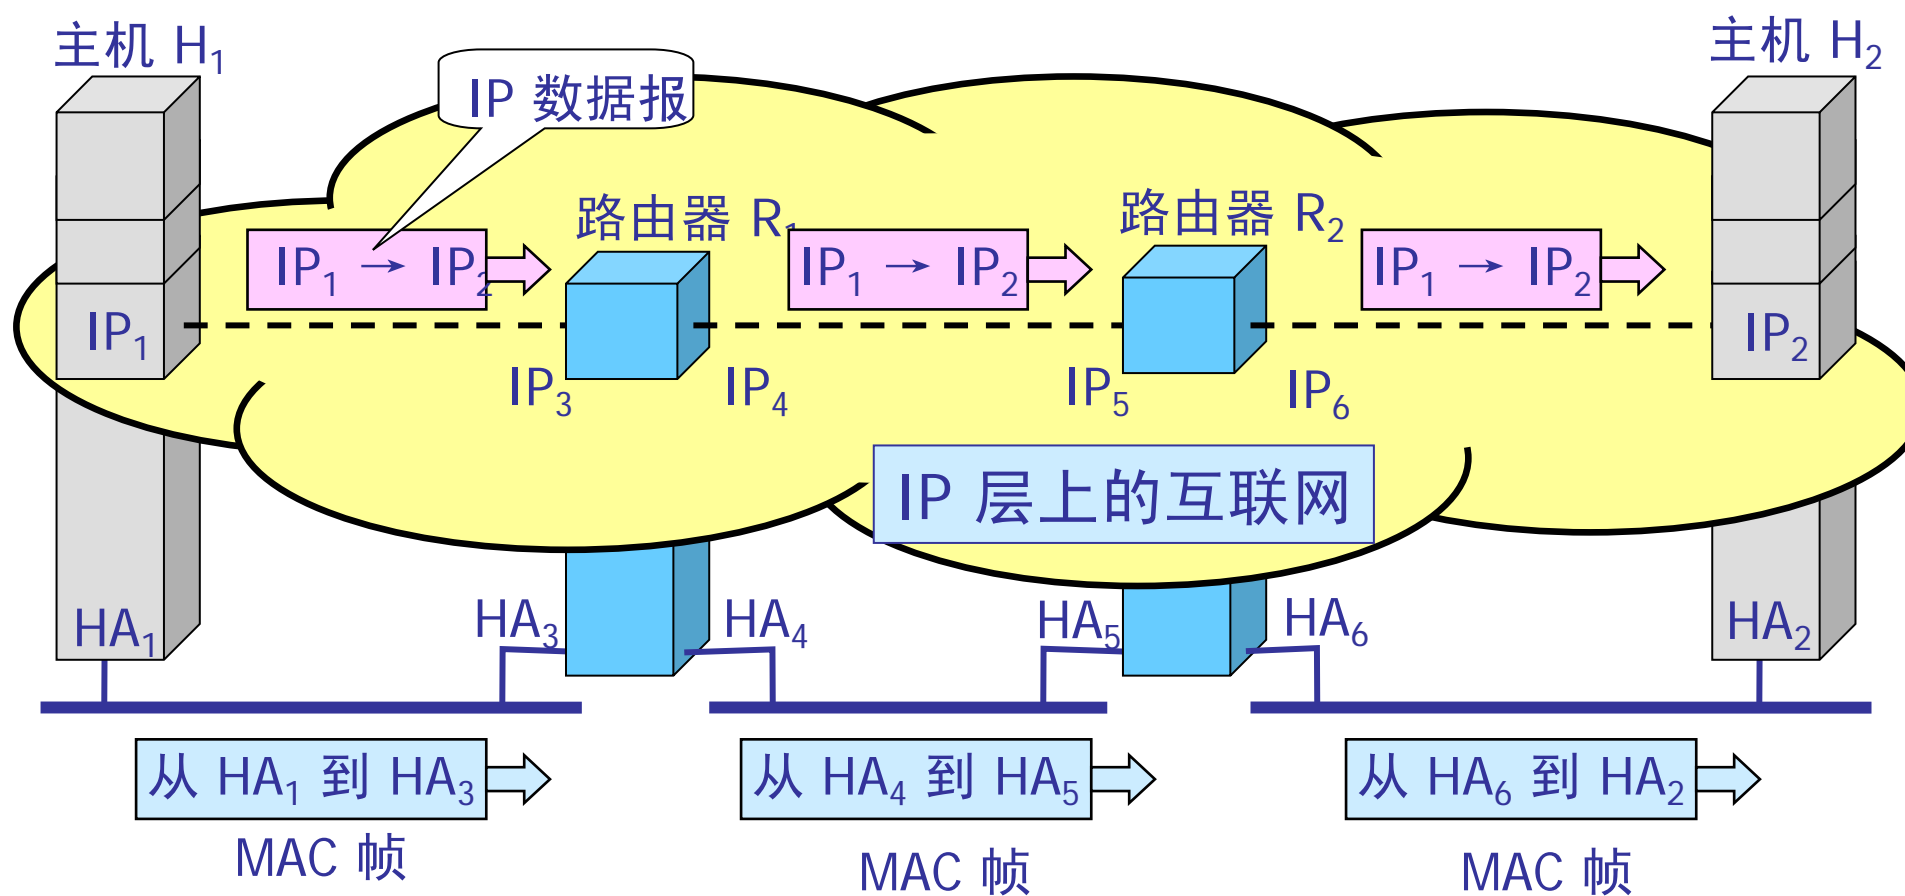 主机 H₁
主机 H₂
IP 数据报
路由器 R₁
路由器 R₂
IP₁ → IP₂
IP₁ → IP₂
IP₁ → IP₂
IP₁
IP₂
IP₃
IP₄
IP₅
IP₆
IP 层上的互联网
HA₁
HA₃
HA₄
HA₅
HA₆
HA₂
从 HA₁ 到 HA₃
从 HA₄ 到 HA₅
从 HA₆ 到 HA₂
MAC 帧
MAC 帧
MAC 帧